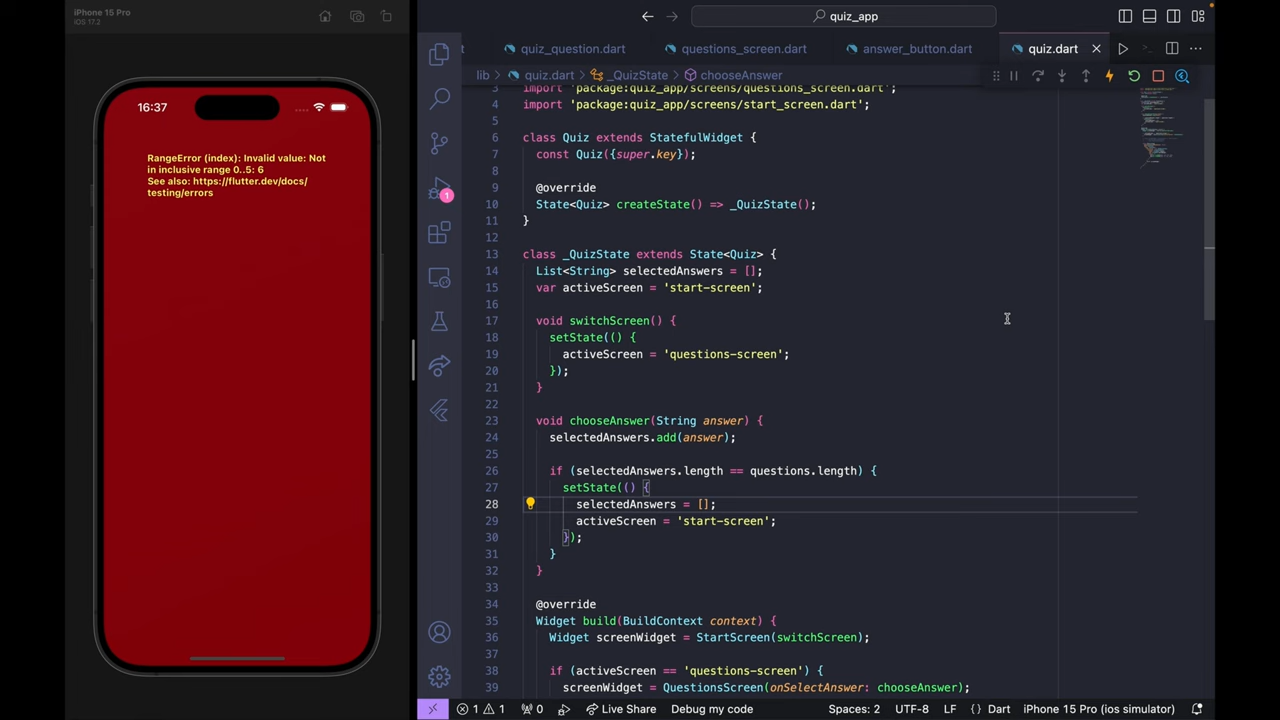 iPhone 15 Pro
iOS 17.2
16:37
RangeError (index): Invalid value: Not
in inclusive range 0..5: 6
See also: https://flutter.dev/docs/
testing/errors
quiz_app
quiz_question.dart
questions_screen.dart
answer_button.dart
quiz.dart
lib > quiz.dart > _QuizState > chooseAnswer
3 import 'package:quiz_app/screens/questions_screen.dart';
4 import 'package:quiz_app/screens/start_screen.dart';
5
6 class Quiz extends StatefulWidget {
7 const Quiz({super.key});
8
9 @override
10 State<Quiz> createState() => _QuizState();
11 }
12
13 class _QuizState extends State<Quiz> {
14 List<String> selectedAnswers = [];
15 var activeScreen = 'start-screen';
16
17 void switchScreen() {
18 setState(() {
19 activeScreen = 'questions-screen';
20 });
21 }
22
23 void chooseAnswer(String answer) {
24 selectedAnswers.add(answer);
25
26 if (selectedAnswers.length == questions.length) {
27 setState(() {
28 selectedAnswers = [];
29 activeScreen = 'start-screen';
30 });
31 }
32 }
33
34 @override
35 Widget build(BuildContext context) {
36 Widget screenWidget = StartScreen(switchScreen);
37
38 if (activeScreen == 'questions-screen') {
39 screenWidget = QuestionsScreen(onSelectAnswer: chooseAnswer);
1
1 1 0 Live Share Debug my code Spaces: 2 UTF-8 LF {} Dart iPhone 15 Pro (ios simulator)